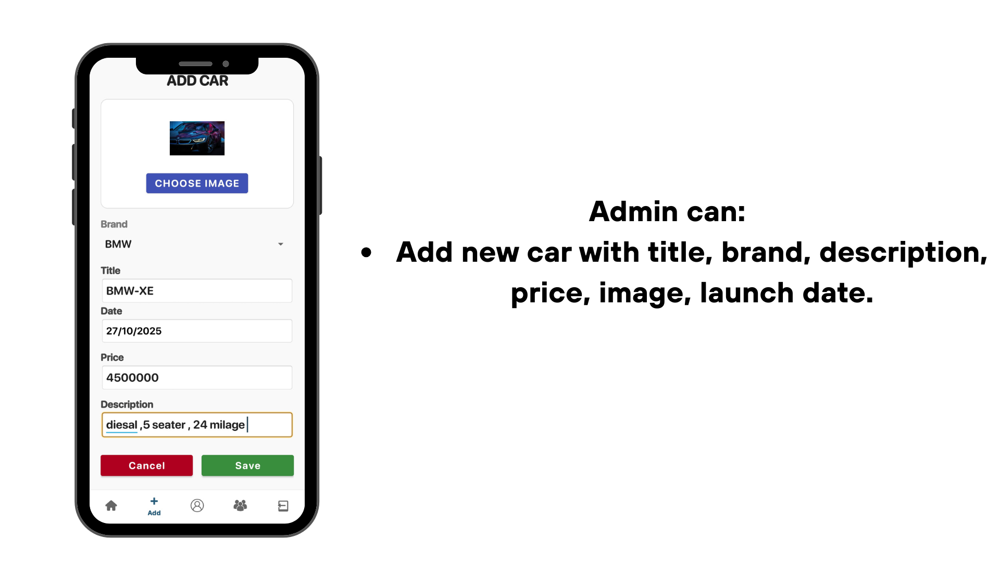 ADD CAR
CHOOSE IMAGE
Brand
BMW
Title
BMW-XE
Date
27/10/2025
Price
4500000
Description
diesal ,5 seater , 24 milage
Cancel
Save
Add
Admin can:
• Add new car with title, brand, description,
price, image, launch date.